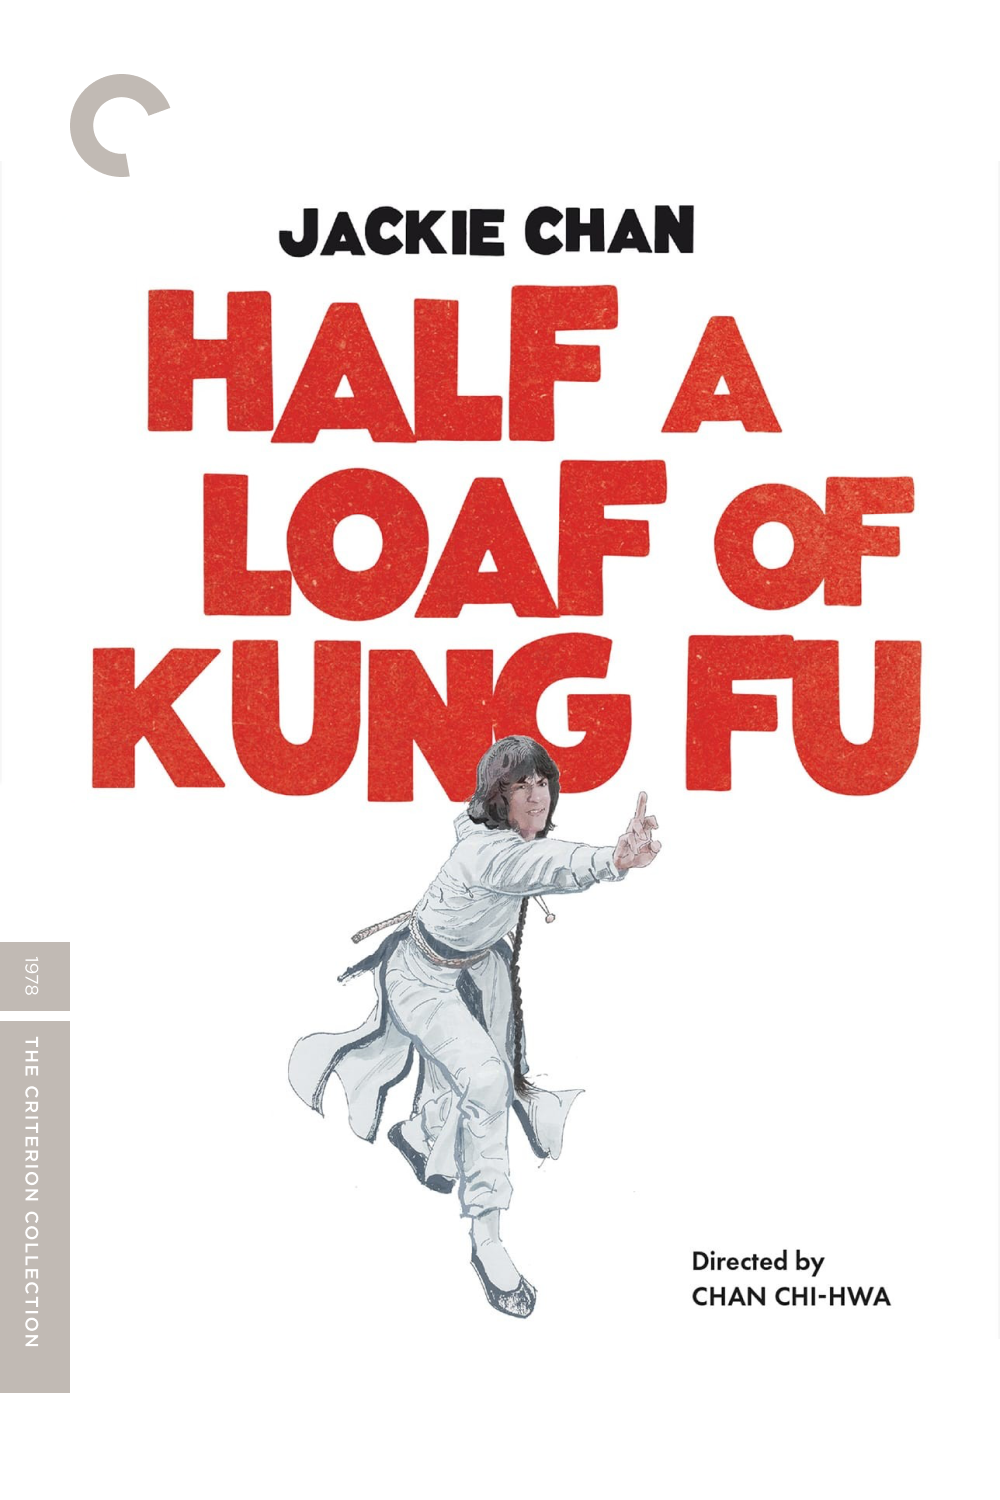 JACKIE CHAN
HALF A
LOAF OF
KUNG FU
1978
THE CRITERION COLLECTION
Directed by
CHAN CHI-HWA